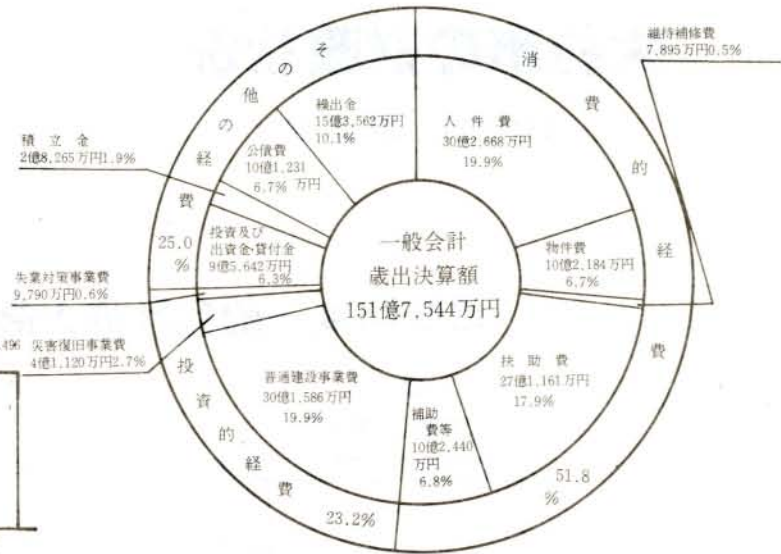 一般会計
歳出決算額
151億7,544万円
消費的経費
51.8
%
人件費
30億2,668万円
19.9%
物件費
10億2,184万円
6.7%
維持補修費
7,895万円0.5%
扶助費
27億1,161万円
17.9%
補助
費等
10億2,440
万円
6.8%
投資的経費
23.2%
普通建設事業費
30億1,586万円
19.9%
,496
災害復旧事業費
4億1,120万円2.7%
失業対策事業費
9,790万円0.6%
その他の経費
25.0
%
投資及び
出資金・貸付金
9億5,642万円
6.3%
積立金
2億8,265万円1.9%
公債費
10億1,231
6.7% 万円
繰出金
15億3,562万円
10.1%